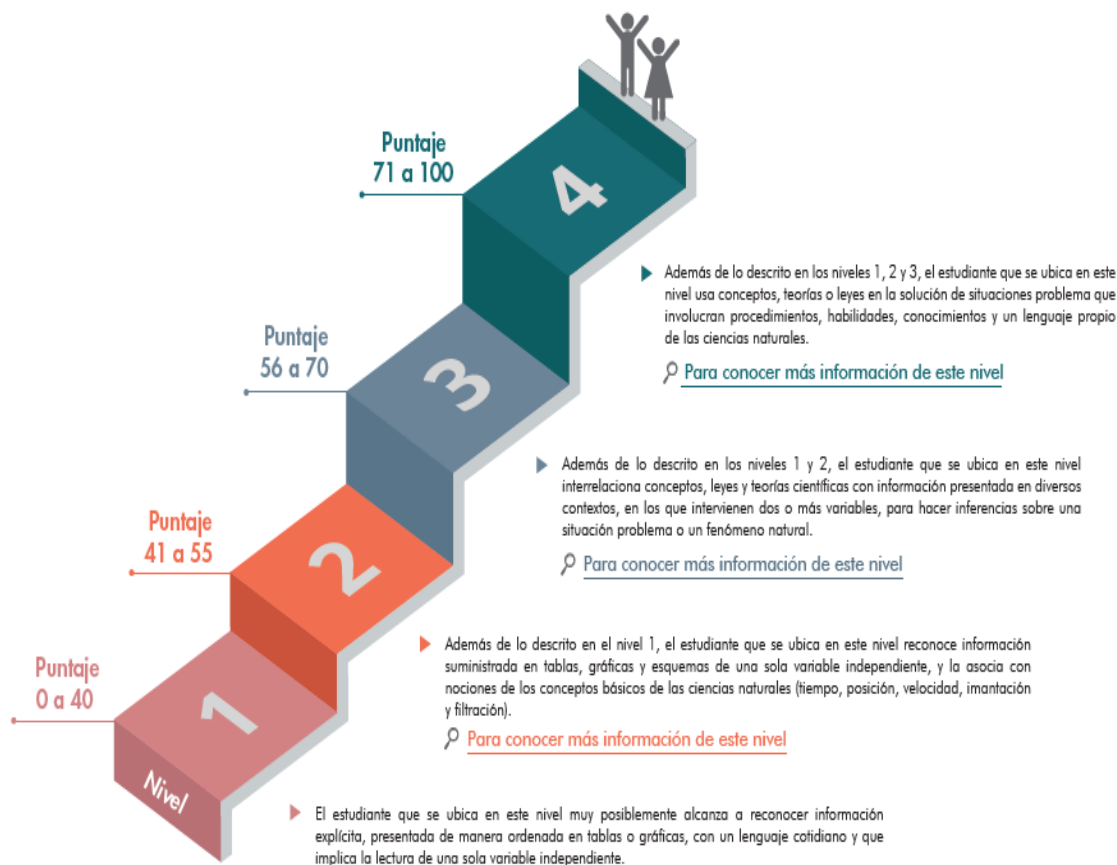 Puntaje
71 a 100
4
Además de lo descrito en los niveles 1, 2 y 3, el estudiante que se ubica en este
nivel usa conceptos, teorías o leyes en la solución de situaciones problema que
involucran procedimientos, habilidades, conocimientos y un lenguaje propio
de las ciencias naturales.
Para conocer más información de este nivel
Puntaje
56 a 70
3
Además de lo descrito en los niveles 1 y 2, el estudiante que se ubica en este nivel
interrelaciona conceptos, leyes y teorías científicas con información presentada en diversos
contextos, en los que intervienen dos o más variables, para hacer inferencias sobre una
situación problema o un fenómeno natural.
Para conocer más información de este nivel
Puntaje
41 a 55
2
Además de lo descrito en el nivel 1, el estudiante que se ubica en este nivel reconoce información
suministrada en tablas, gráficas y esquemas de una sola variable independiente, y la asocia con
nociones de los conceptos básicos de las ciencias naturales (tiempo, posición, velocidad, imantación
y filtración).
Para conocer más información de este nivel
Puntaje
0 a 40
1
Nivel
El estudiante que se ubica en este nivel muy posiblemente alcanza a reconocer información
explícita, presentada de manera ordenada en tablas o gráficas, con un lenguaje cotidiano y que
implica la lectura de una sola variable independiente.